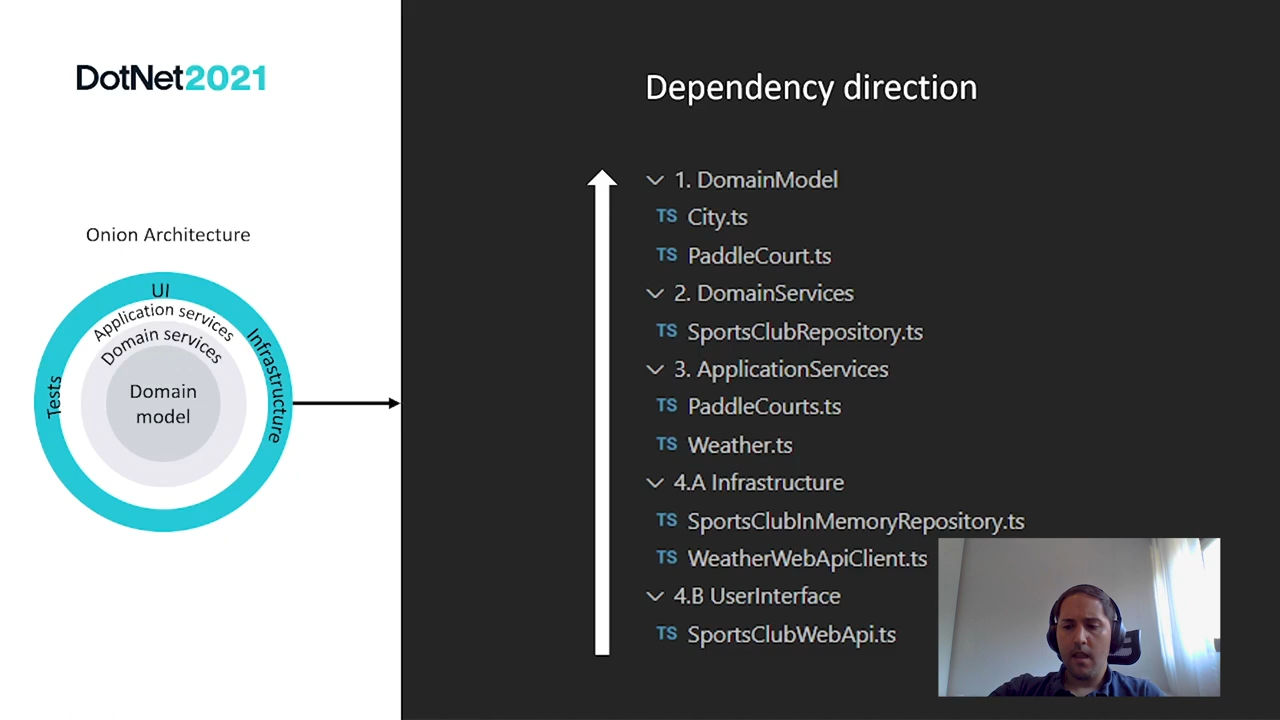 DotNet2021
Onion Architecture
UI
Application services
Domain services
Domain
model
Tests
Infrastructure
Dependency direction
1. DomainModel
TS City.ts
TS PaddleCourt.ts
2. DomainServices
TS SportsClubRepository.ts
3. ApplicationServices
TS PaddleCourts.ts
TS Weather.ts
4.A Infrastructure
TS SportsClubInMemoryRepository.ts
TS WeatherWebApiClient.ts
4.B UserInterface
TS SportsClubWebApi.ts